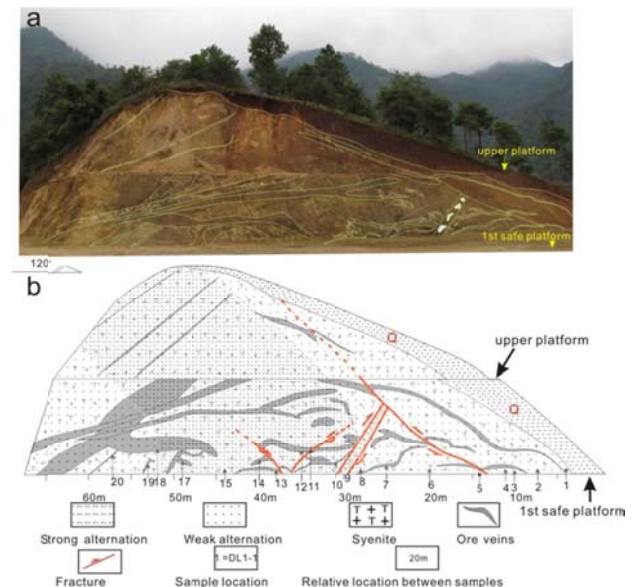 a
upper platform
1st safe platform
120°
b
upper platform
Q
Q
20 1918 17 15 14 13 12 11 10 9 8 7 6 5 4 3 2 1
60m 50m 40m 30m 20m 10m
1st safe platform
Strong alternation Weak alternation Syenite Ore veins
1 =DL1-1 20m
Fracture Sample location Relative location between samples